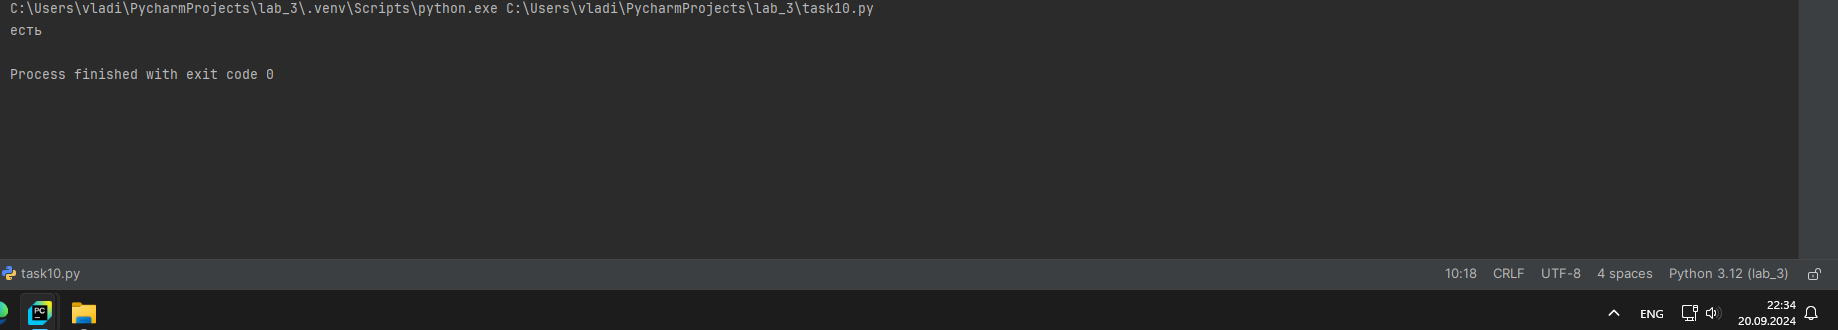 C:\Users\vladi\PycharmProjects\lab_3\.venv\Scripts\python.exe C:\Users\vladi\PycharmProjects\lab_3\task10.py
есть
Process finished with exit code 0
task10.py
10:18 CRLF UTF-8 4 spaces Python 3.12 (lab_3)
PC
ENG
22:34
20.09.2024